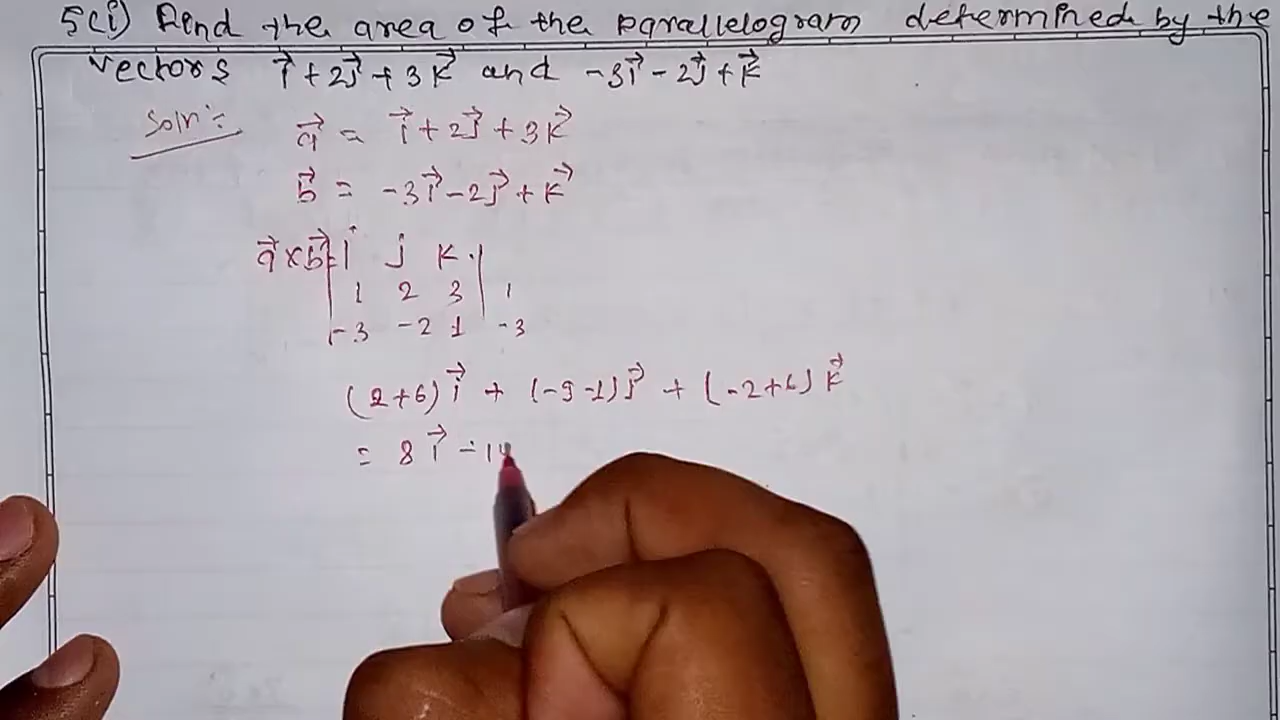 5(i) Find the area of the parallelogram determined by the
vectors i⃗ + 2j⃗ + 3k⃗ and -3i⃗ - 2j⃗ + k⃗
Soln :-
a⃗ = i⃗ + 2j⃗ + 3k⃗
b⃗ = -3i⃗ - 2j⃗ + k⃗
a⃗ × b⃗ = | i j k |
1 2 3 | 1
-3 -2 1 -3
(2+6) i⃗ + (-9-1) j⃗ + (-2+6) k⃗
= 8 i⃗ - 10